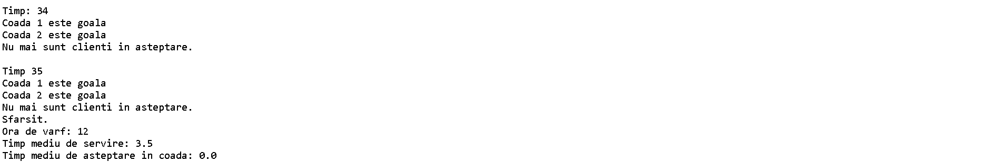 Timp: 34
Coada 1 este goala
Coada 2 este goala
Nu mai sunt clienti in asteptare.
Timp 35
Coada 1 este goala
Coada 2 este goala
Nu mai sunt clienti in asteptare.
Sfarsit.
Ora de varf: 12
Timp mediu de servire: 3.5
Timp mediu de asteptare in coada: 0.0